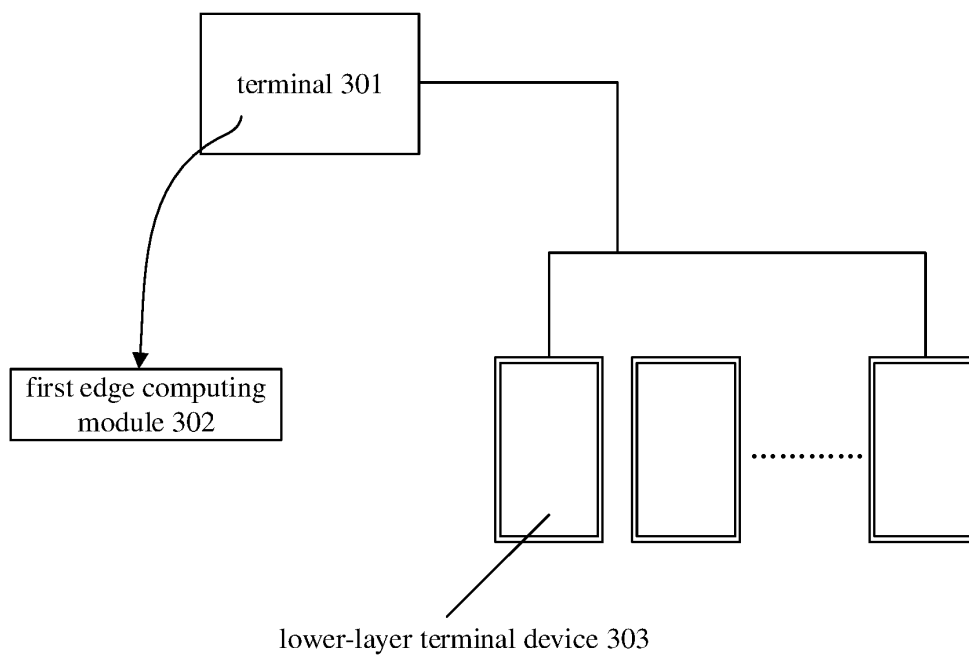 terminal 301
first edge computing
module 302
lower-layer terminal device 303